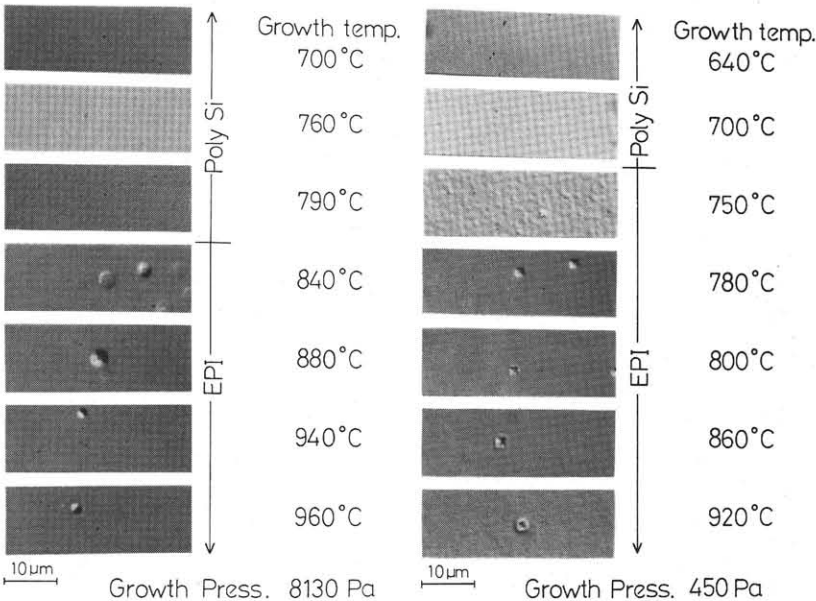 Growth temp.
700°C
760°C
790°C
840°C
880°C
940°C
960°C
Poly Si
EPI
10μm
Growth Press. 8130 Pa
Growth temp.
640°C
700°C
750°C
780°C
800°C
860°C
920°C
Poly Si
EPI
10μm
Growth Press. 450 Pa